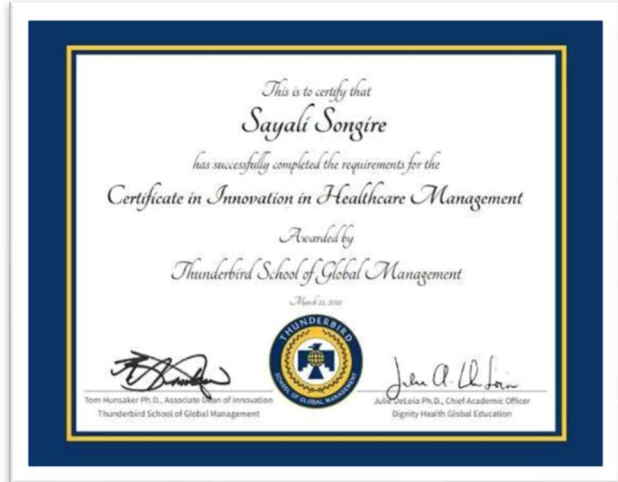 This is to certify that
Sayali Songire
has successfully completed the requirements for the
Certificate in Innovation in Healthcare Management
Awarded by
Thunderbird School of Global Management
March
THUNDERBIRD
SCHOOL OF GLOBAL MANAGEMENT
Tom Hunsaker Ph.D., Associate Dean of Innovation
Thunderbird School of Global Management
Julie DeLoia Ph.D., Chief Academic Officer
Dignity Health Global Education